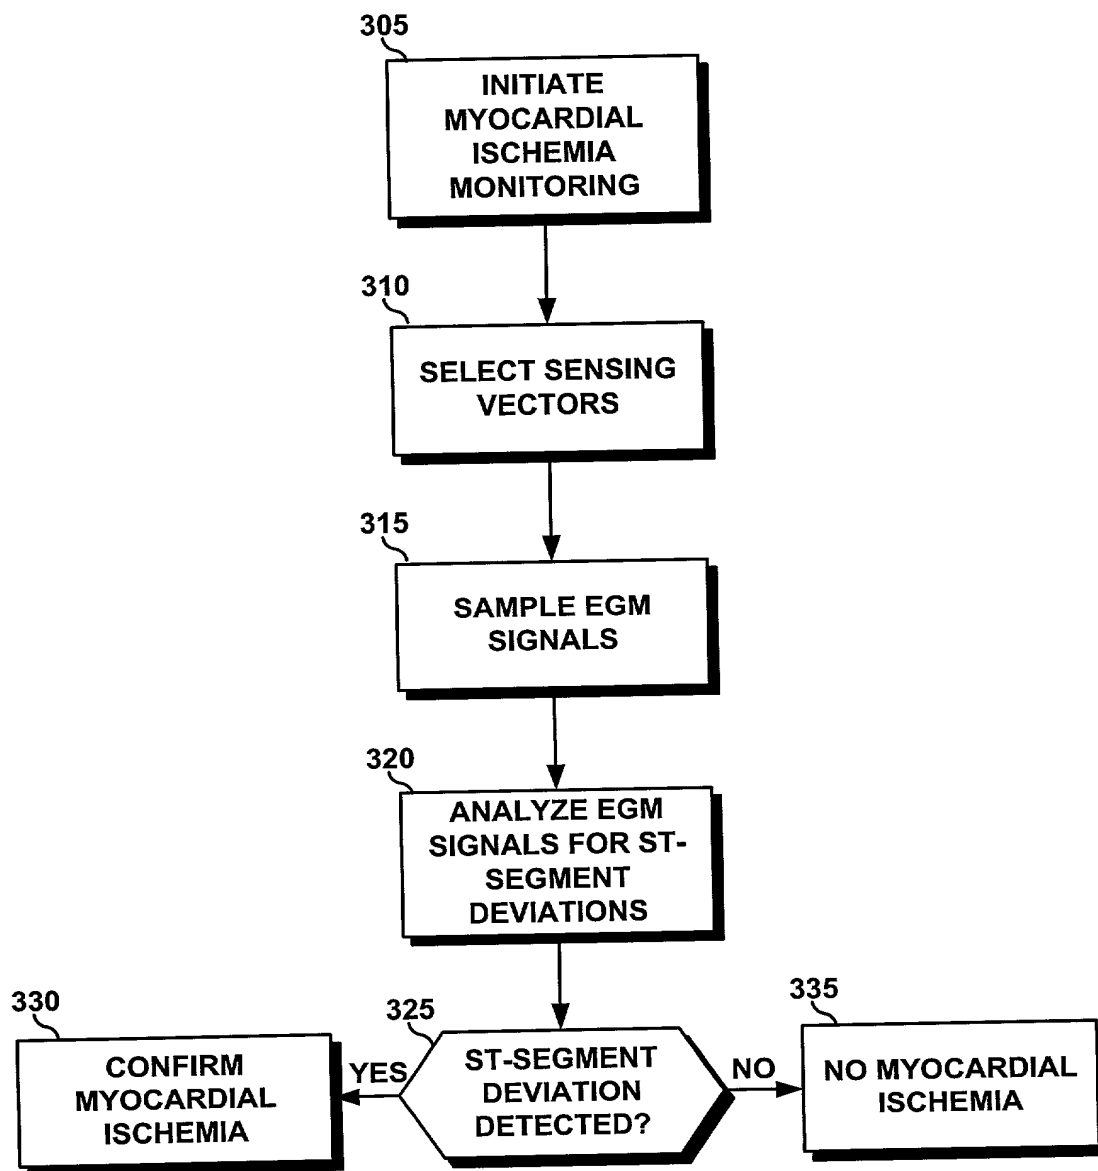 305
INITIATE
MYOCARDIAL
ISCHEMIA
MONITORING
310
SELECT SENSING
VECTORS
315
SAMPLE EGM
SIGNALS
320
ANALYZE EGM
SIGNALS FOR ST-
SEGMENT
DEVIATIONS
325
ST-SEGMENT
DEVIATION
DETECTED?
YES
330
CONFIRM
MYOCARDIAL
ISCHEMIA
NO
335
NO MYOCARDIAL
ISCHEMIA